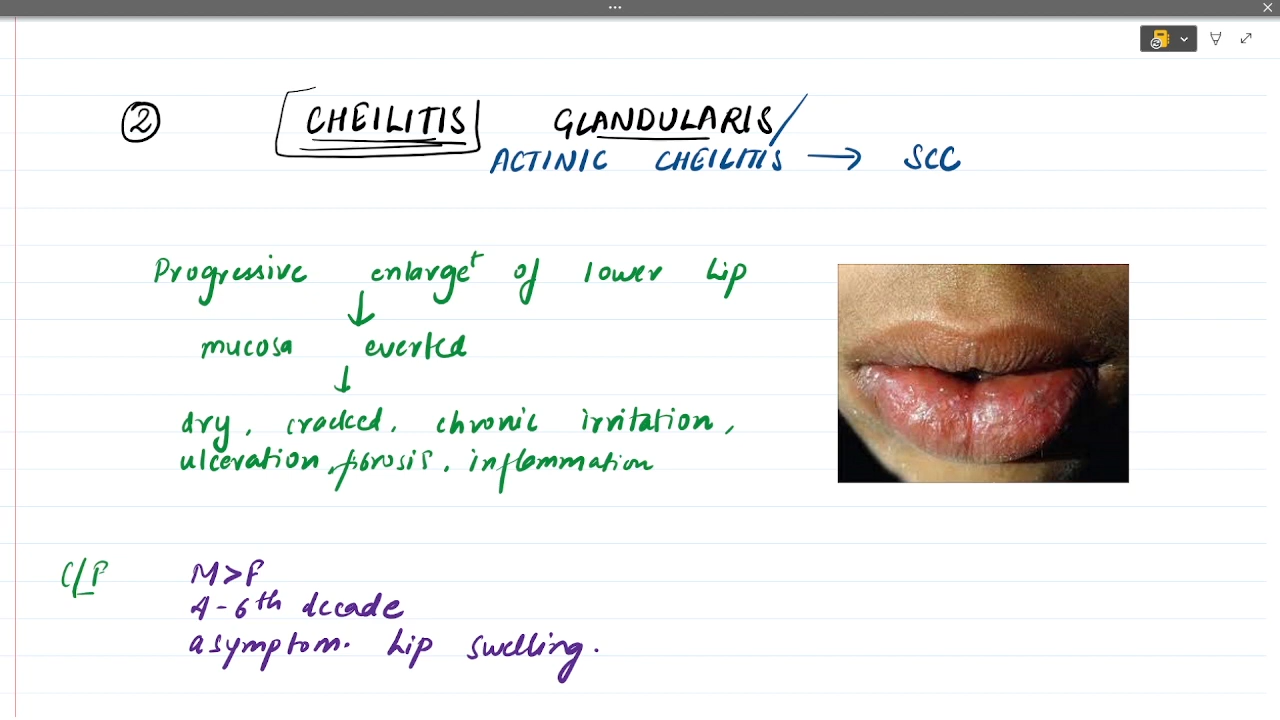 ② CHEILITIS GLANDULARIS/
ACTINIC CHEILITIS → SCC
Progressive enlargeᵗ of lower lip
↓
mucosa everted
↓
dry, cracked, chronic irritation,
ulceration, fibrosis, inflammation
C/F M>F
4-6th decade
asymptom. lip swelling.